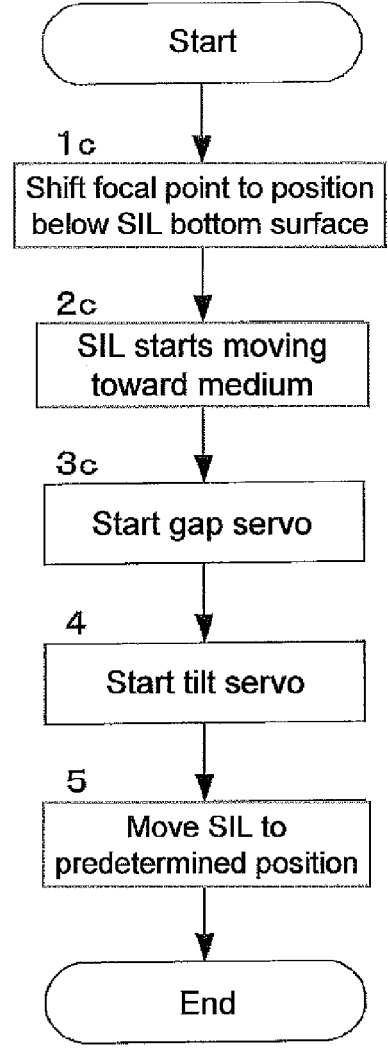 Start
1c
Shift focal point to position
below SIL bottom surface
2c
SIL starts moving
toward medium
3c
Start gap servo
4
Start tilt servo
5
Move SIL to
predetermined position
End